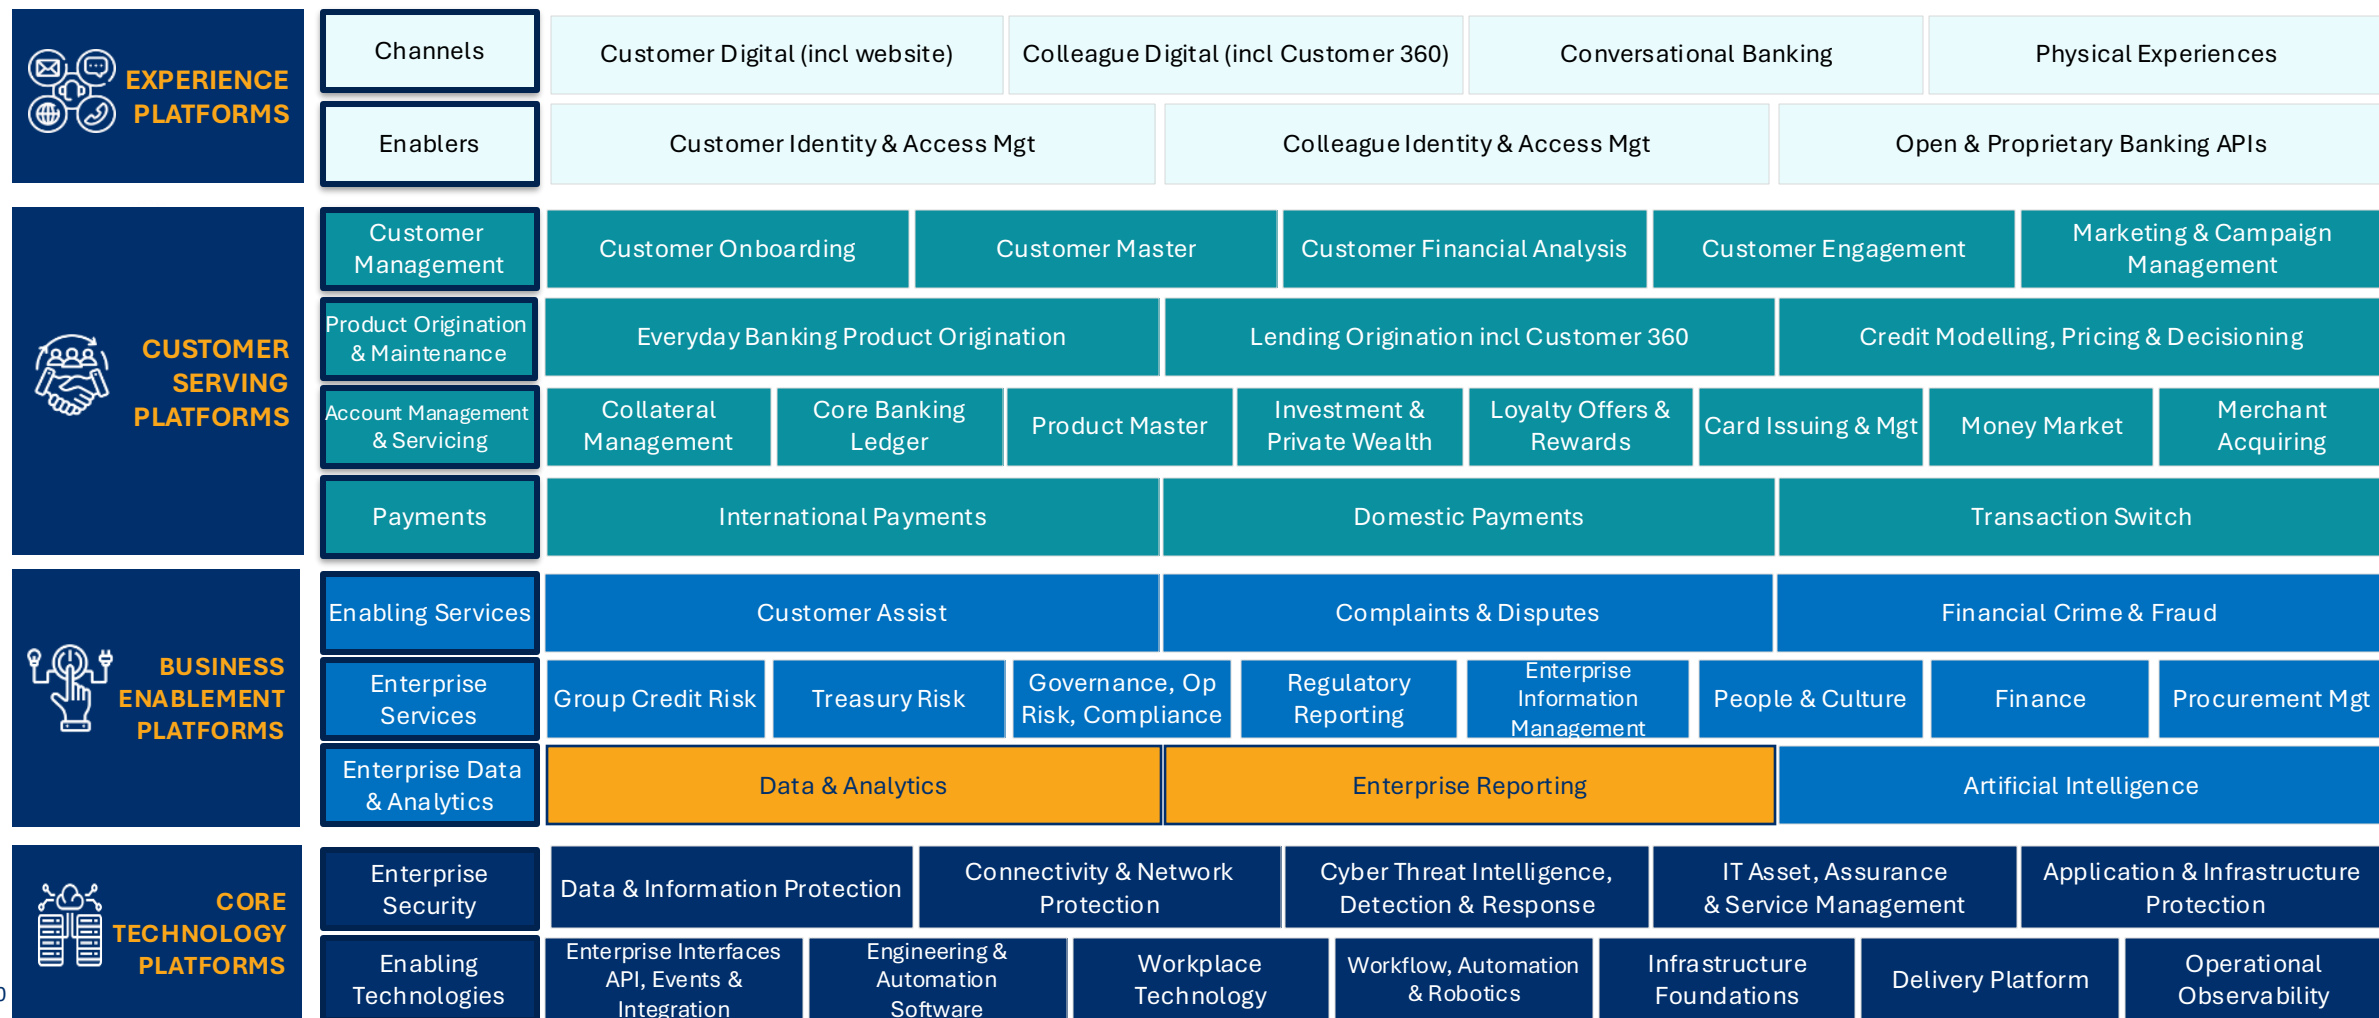 EXPERIENCE
PLATFORMS
Channels
Customer Digital (incl website)
Colleague Digital (incl Customer 360)
Conversational Banking
Physical Experiences
Enablers
Customer Identity & Access Mgt
Colleague Identity & Access Mgt
Open & Proprietary Banking APIs
CUSTOMER
SERVING
PLATFORMS
Customer
Management
Customer Onboarding
Customer Master
Customer Financial Analysis
Customer Engagement
Marketing & Campaign
Management
Product Origination
& Maintenance
Everyday Banking Product Origination
Lending Origination incl Customer 360
Credit Modelling, Pricing & Decisioning
Account Management
& Servicing
Collateral
Management
Core Banking
Ledger
Product Master
Investment &
Private Wealth
Loyalty Offers &
Rewards
Card Issuing & Mgt
Money Market
Merchant
Acquiring
Payments
International Payments
Domestic Payments
Transaction Switch
BUSINESS
ENABLEMENT
PLATFORMS
Enabling Services
Customer Assist
Complaints & Disputes
Financial Crime & Fraud
Enterprise
Services
Group Credit Risk
Treasury Risk
Governance, Op
Risk, Compliance
Regulatory
Reporting
Enterprise
Information
Management
People & Culture
Finance
Procurement Mgt
Enterprise Data
& Analytics
Data & Analytics
Enterprise Reporting
Artificial Intelligence
CORE
TECHNOLOGY
PLATFORMS
Enterprise
Security
Data & Information Protection
Connectivity & Network
Protection
Cyber Threat Intelligence,
Detection & Response
IT Asset, Assurance
& Service Management
Application & Infrastructure
Protection
Enabling
Technologies
Enterprise Interfaces
API, Events &
Integration
Engineering &
Automation
Software
Workplace
Technology
Workflow, Automation
& Robotics
Infrastructure
Foundations
Delivery Platform
Operational
Observability